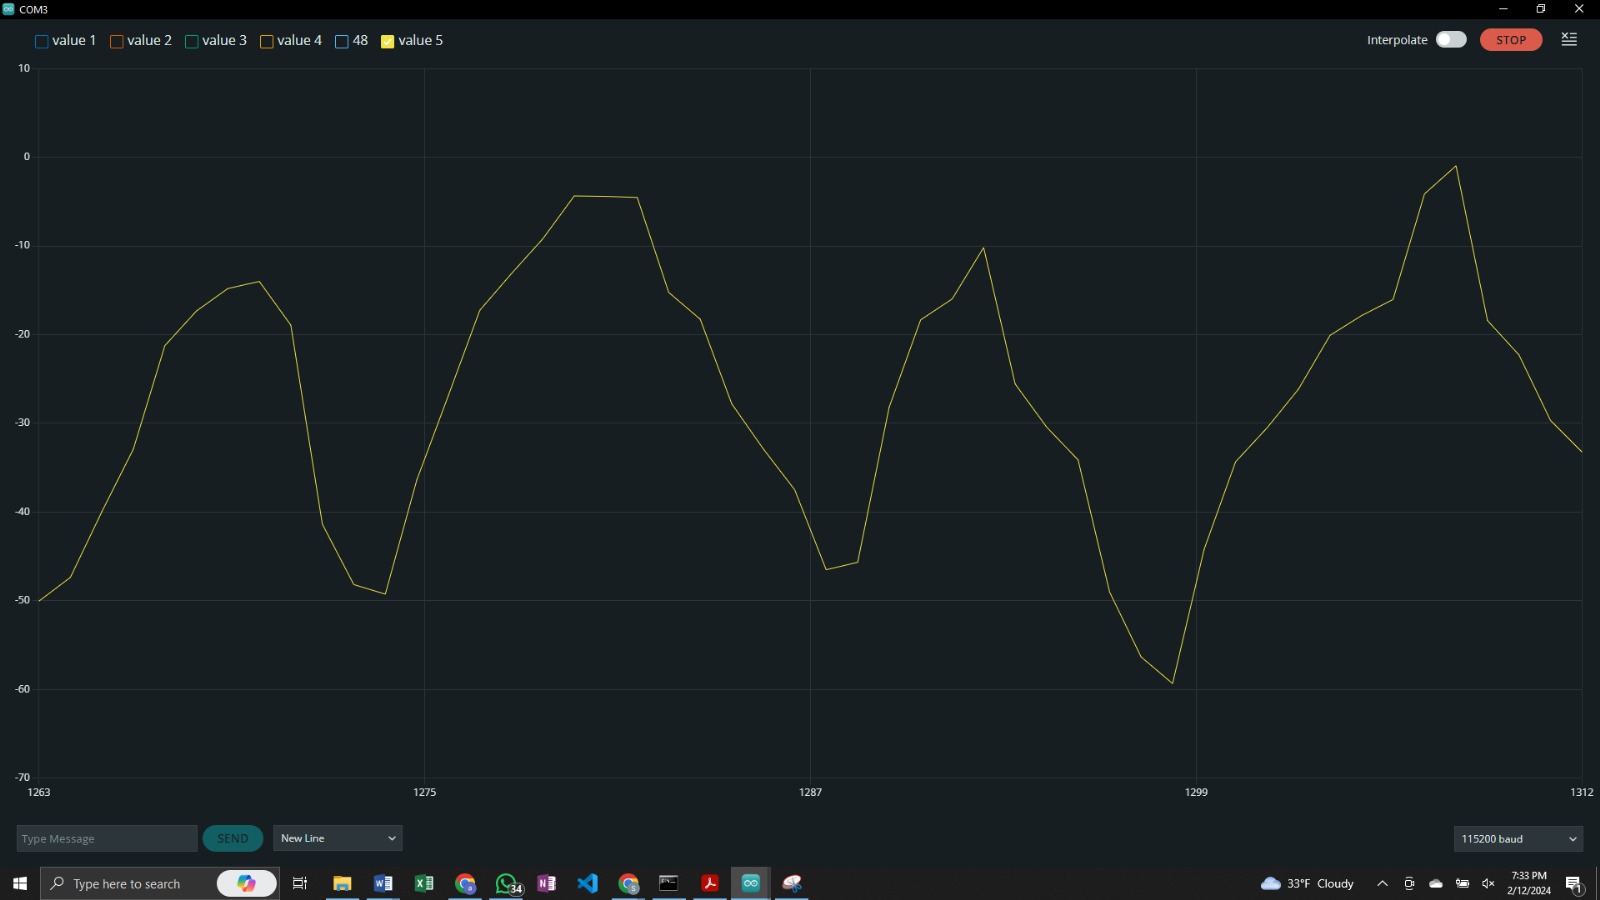 COM3
value 1 value 2 value 3 value 4 48 value 5 Interpolate STOP
10
0
-10
-20
-30
-40
-50
-60
-70
1263 1275 1287 1299 1312
Type Message SEND New Line 115200 baud
Type here to search 34 33°F Cloudy 7:33 PM
2/12/2024 1